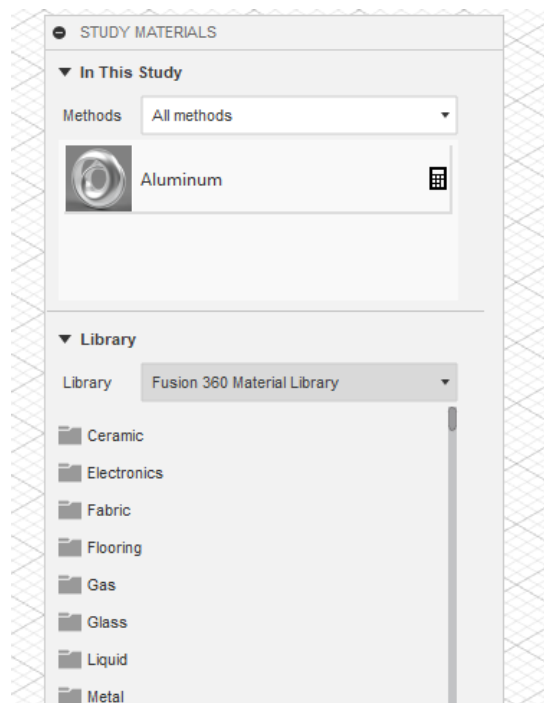 STUDY MATERIALS
In This Study
Methods All methods
Aluminum
Library
Library Fusion 360 Material Library
Ceramic
Electronics
Fabric
Flooring
Gas
Glass
Liquid
Metal